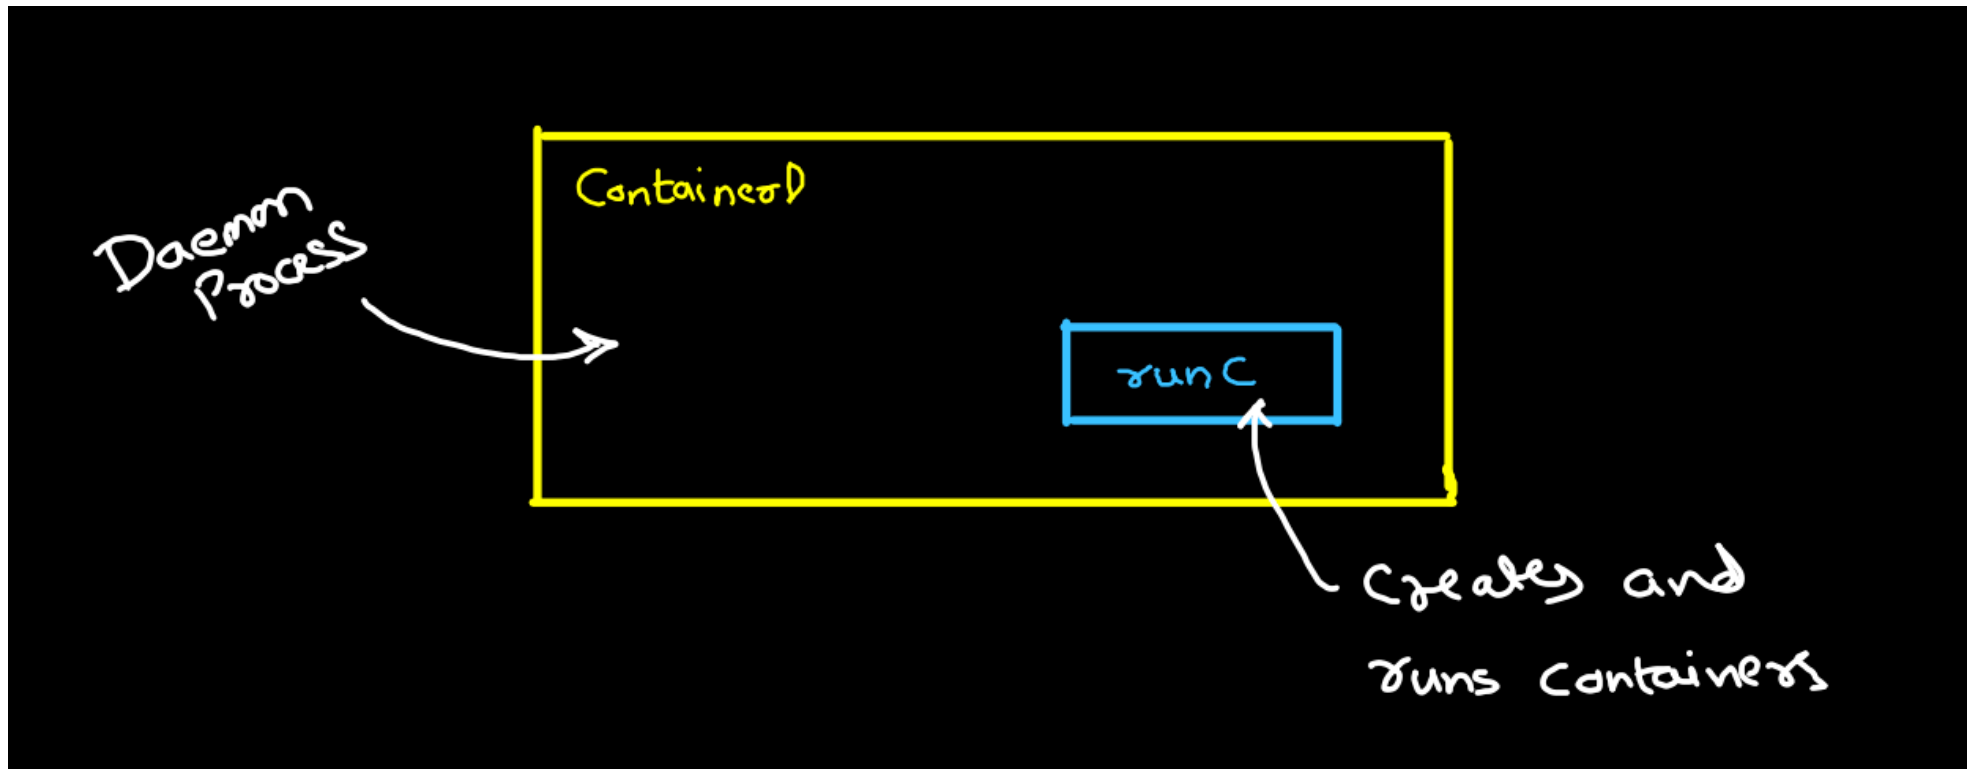 ContainerD
Daemon
Process
runC
Creates and
runs containers